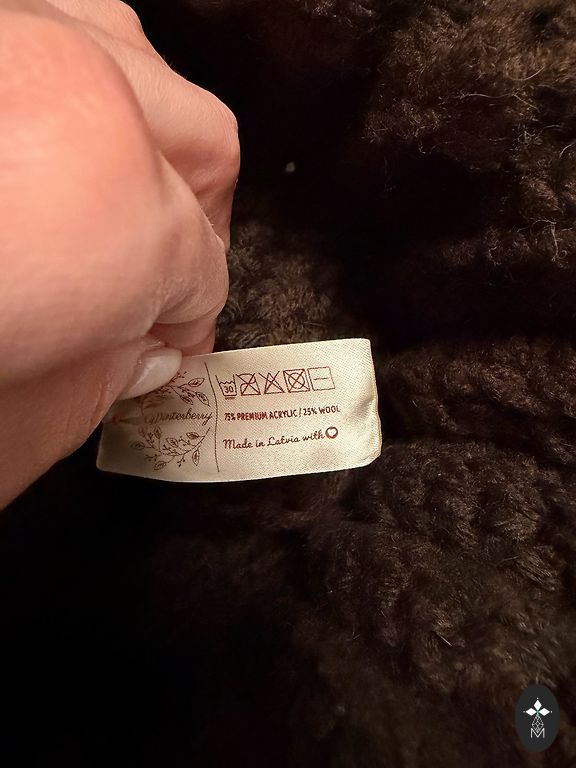 Winterberry
30
75% PREMIUM ACRYLIC / 25% WOOL
Made in Latvia with
M